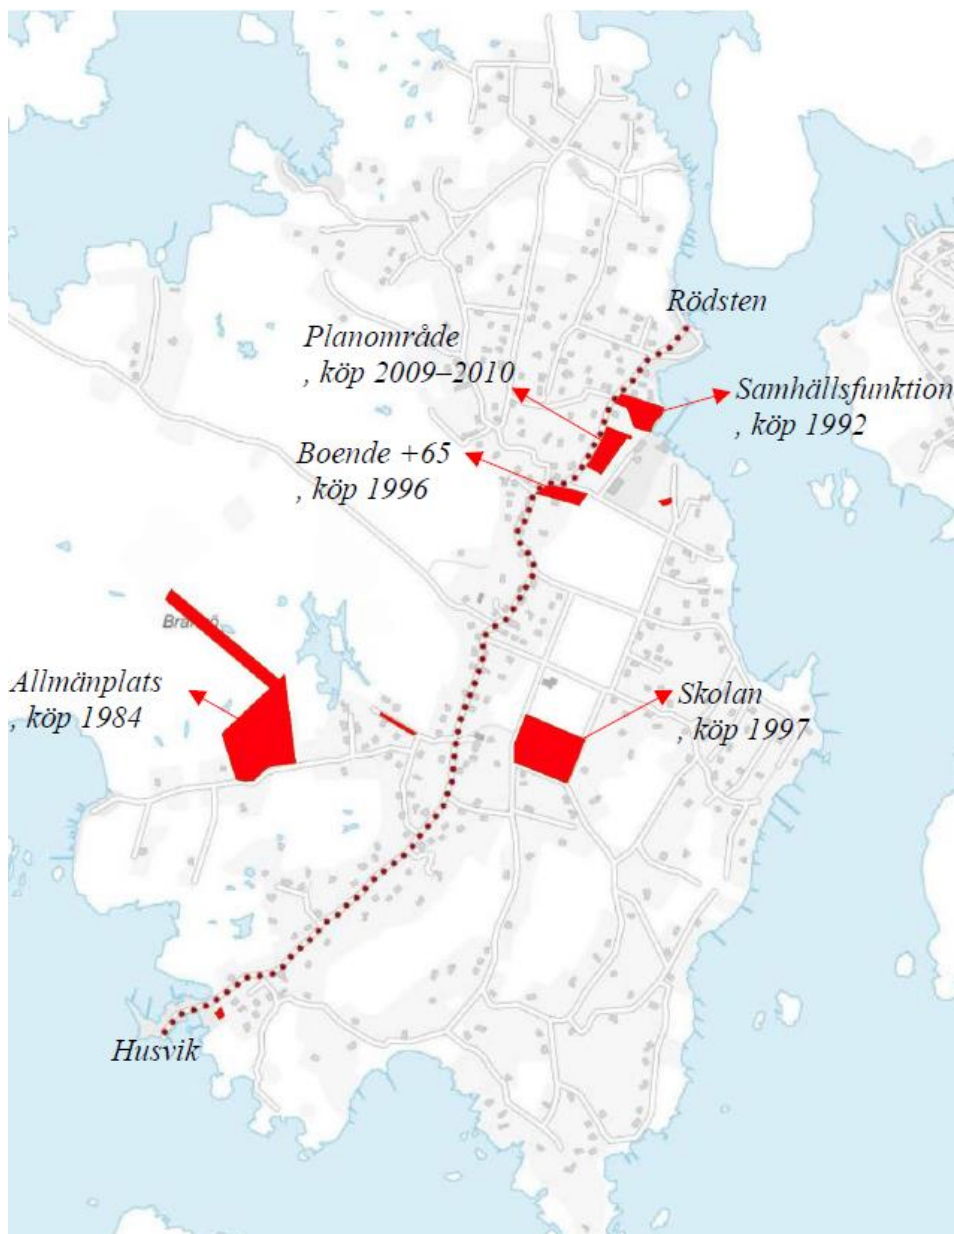 Rödsten
Planområde
, köp 2009–2010
Samhällsfunktion
, köp 1992
Boende +65
, köp 1996
Allmänplats
, köp 1984
Skolan
, köp 1997
Husvik